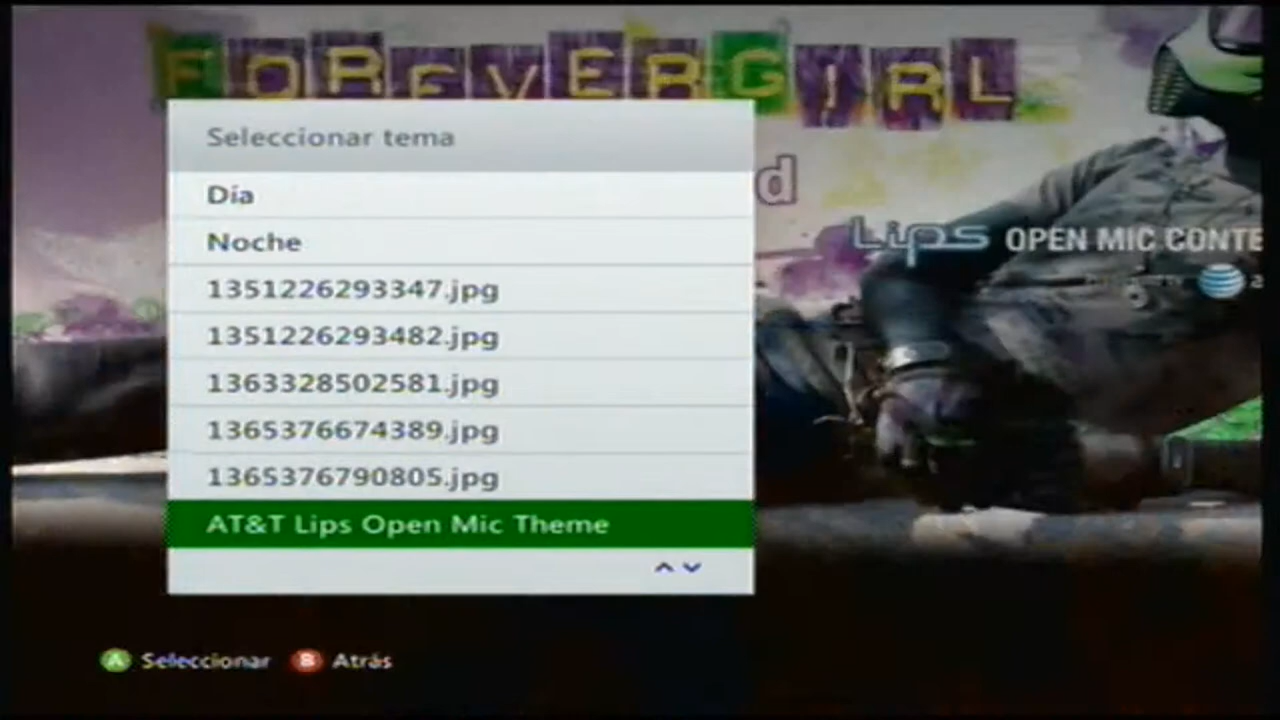 FOREVERGIRL
Seleccionar tema
Día
d
Noche
Lips OPEN MIC CONTE
1351226293347.jpg
1351226293482.jpg
1363328502581.jpg
1365376674389.jpg
1365376790805.jpg
AT&T Lips Open Mic Theme
A Seleccionar B Atrás